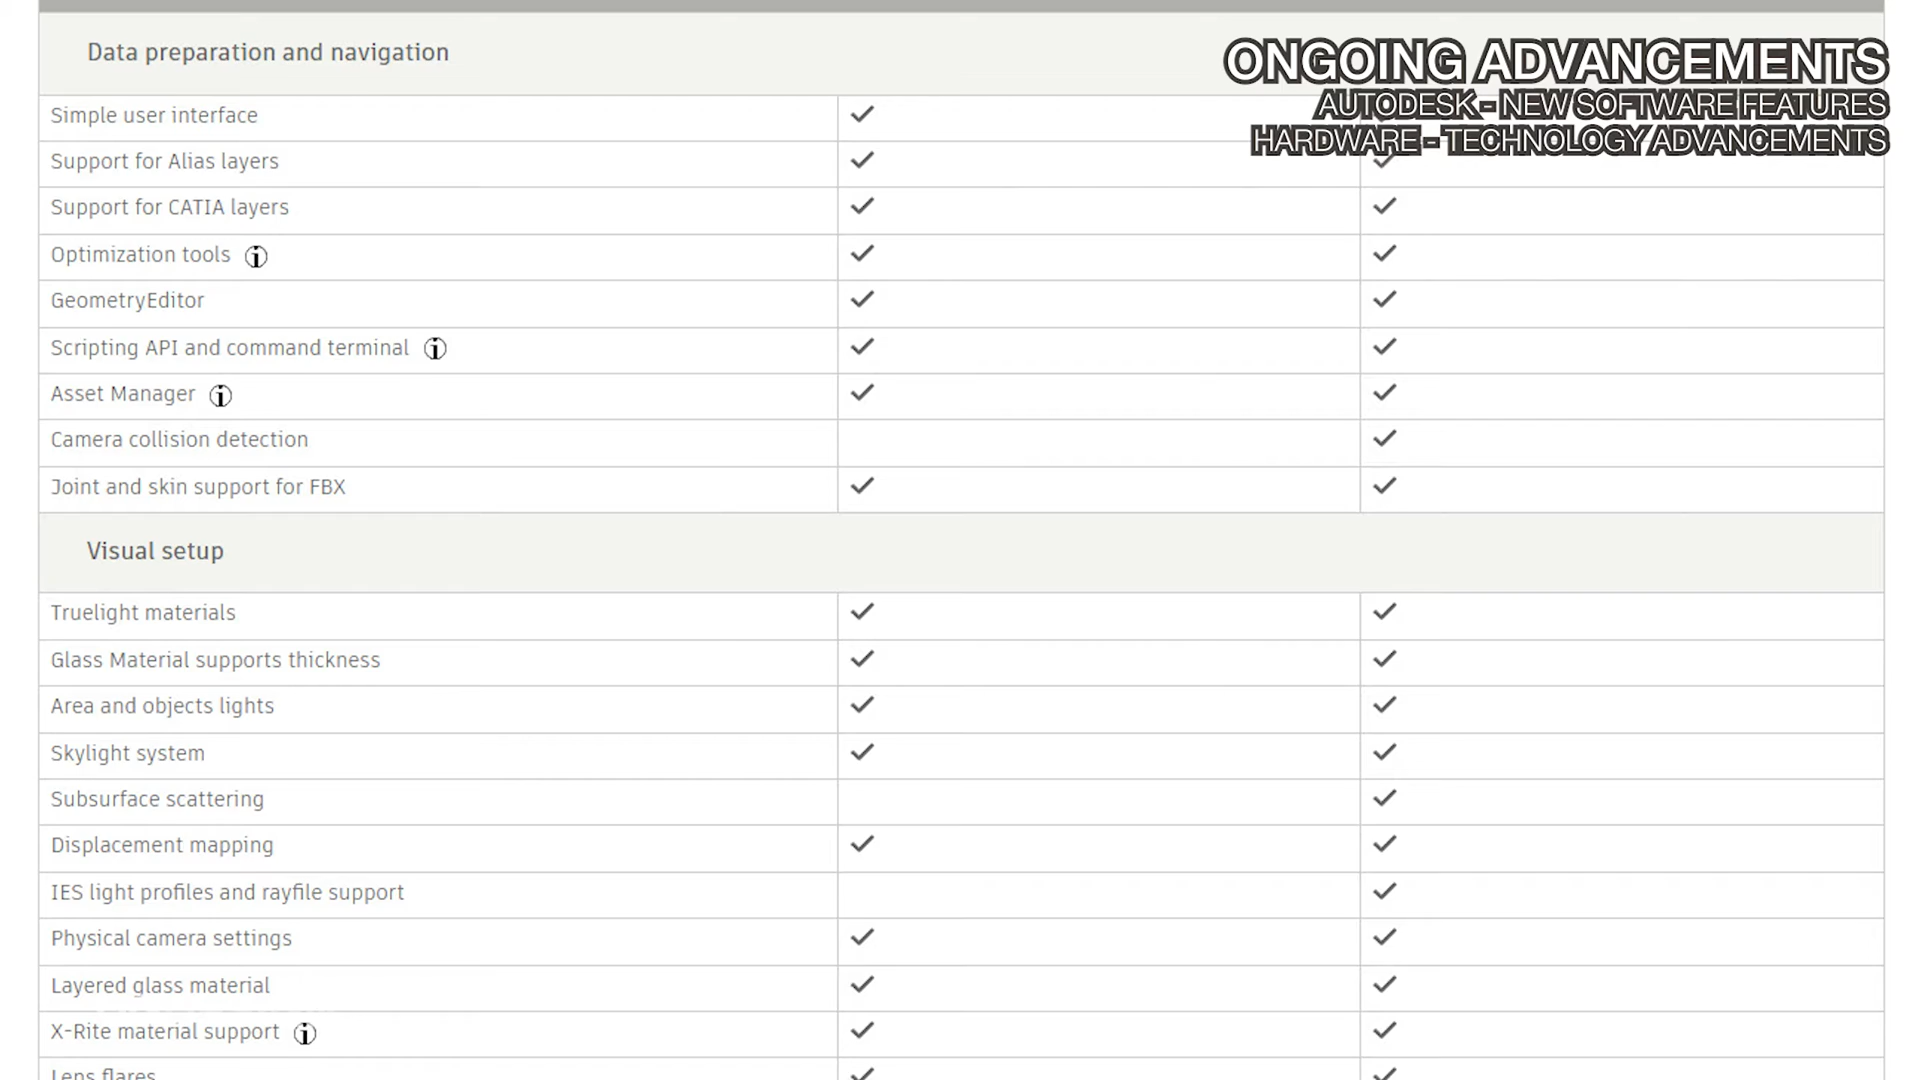 ONGOING ADVANCEMENTS
AUTODESK - NEW SOFTWARE FEATURES
HARDWARE - TECHNOLOGY ADVANCEMENTS
Data preparation and navigation
Simple user interface
Support for Alias layers
Support for CATIA layers
Optimization tools
GeometryEditor
Scripting API and command terminal
Asset Manager
Camera collision detection
Joint and skin support for FBX
Visual setup
Truelight materials
Glass Material supports thickness
Area and objects lights
Skylight system
Subsurface scattering
Displacement mapping
IES light profiles and rayfile support
Physical camera settings
Layered glass material
X-Rite material support
Lens flares